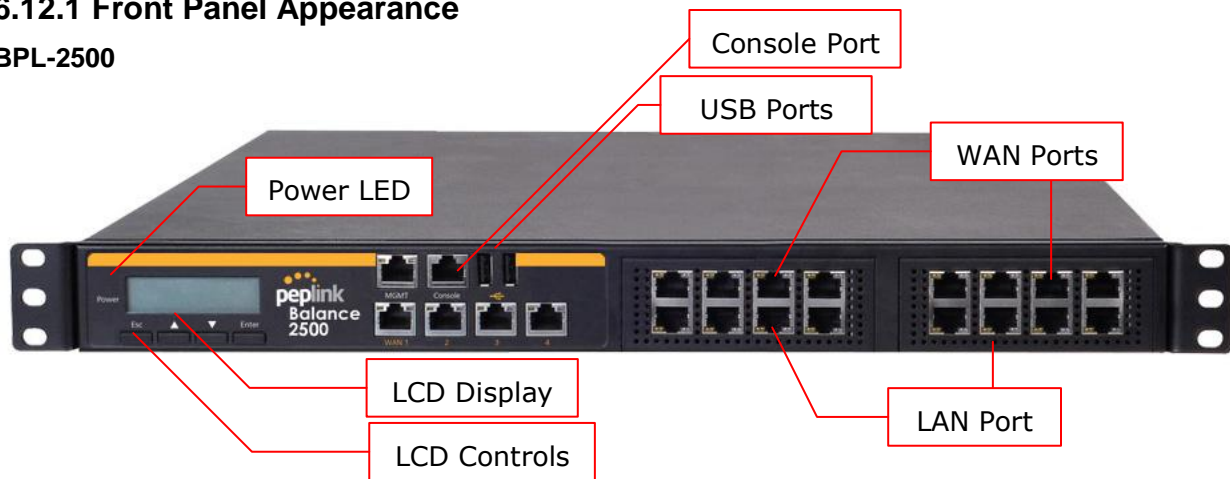 6.12.1 Front Panel Appearance
BPL-2500
Console Port
USB Ports
WAN Ports
Power LED
MGMT
Console
Power
peplink
Balance
2500
Esc
Enter
WAN 1
2
3
4
LCD Display
LAN Port
LCD Controls